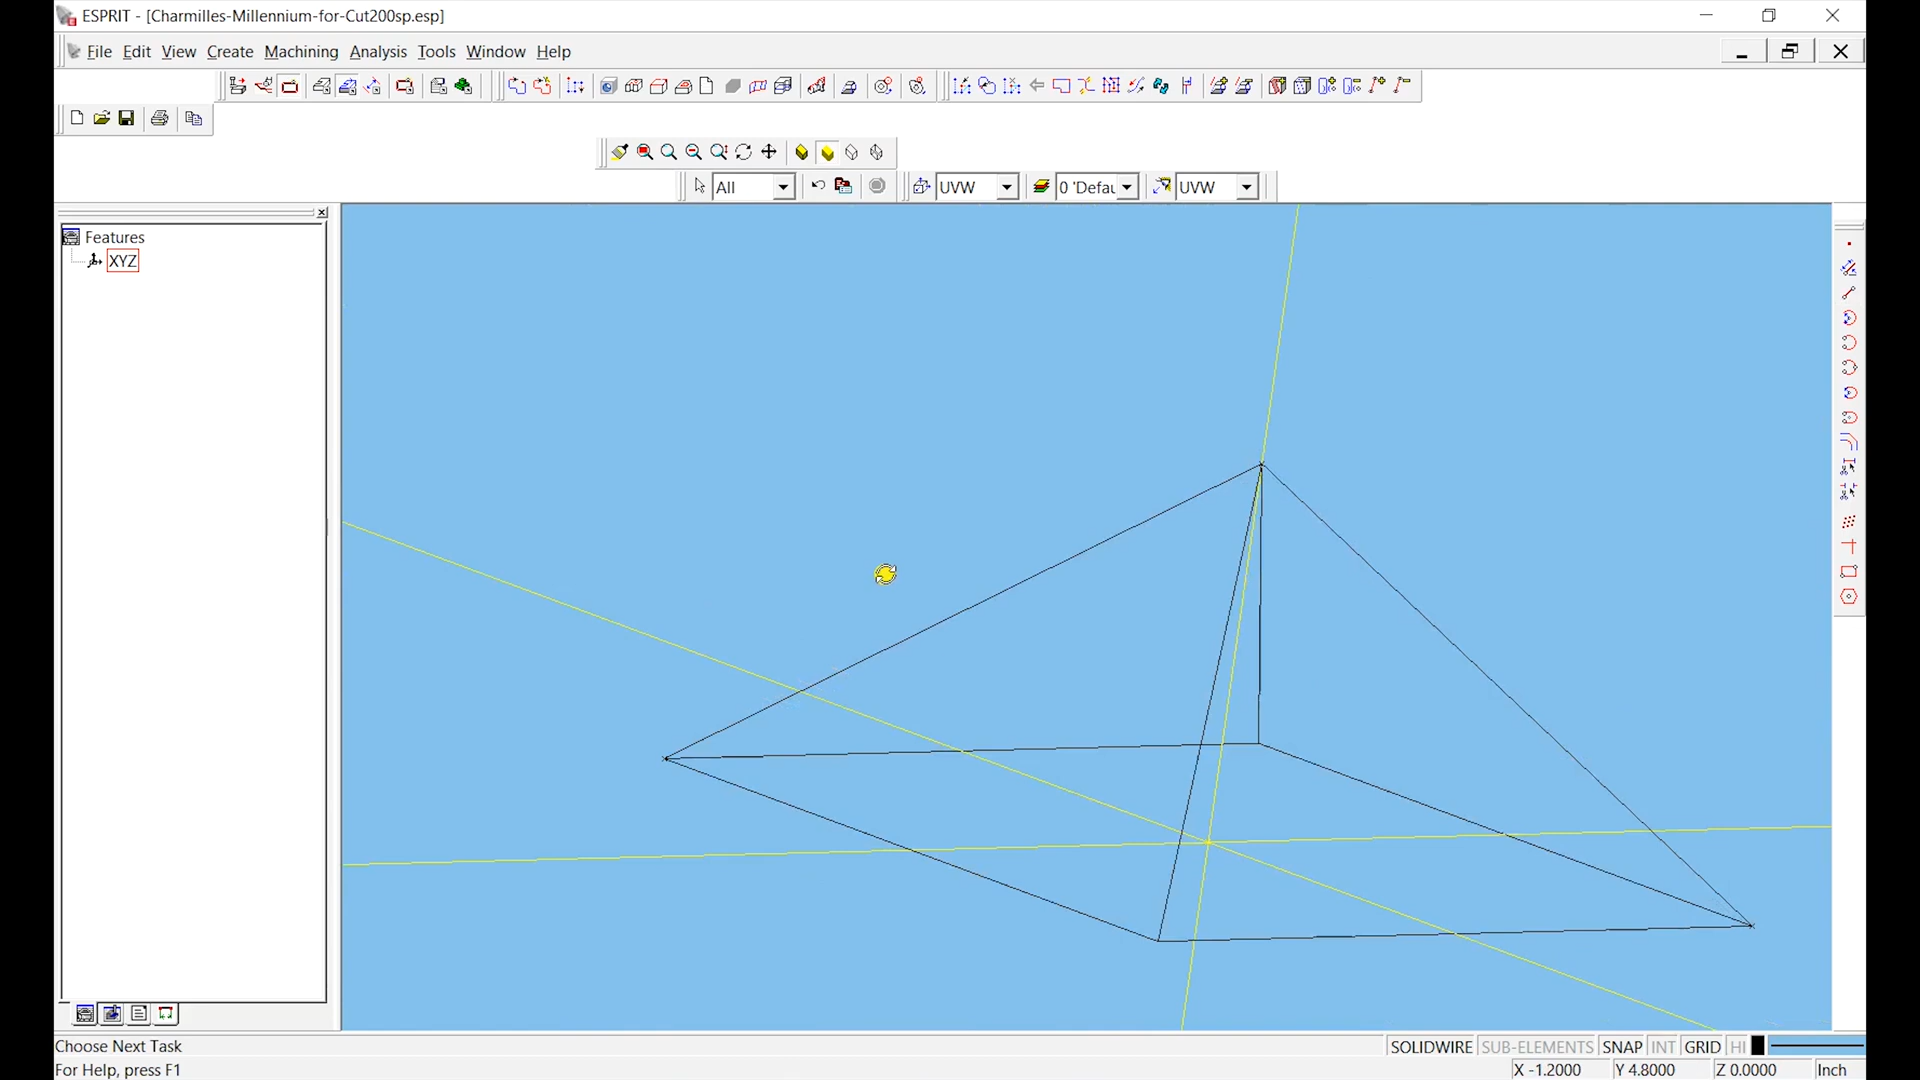 ESPRIT - [Charmilles-Millennium-for-Cut200sp.esp]
File Edit View Create Machining Analysis Tools Window Help
All UVW 0 'Defau UVW
Features
XYZ
Choose Next Task SOLIDWIRE SUB-ELEMENTS SNAP INT GRID HI
For Help, press F1 X -1.2000 Y 4.8000 Z 0.0000 Inch